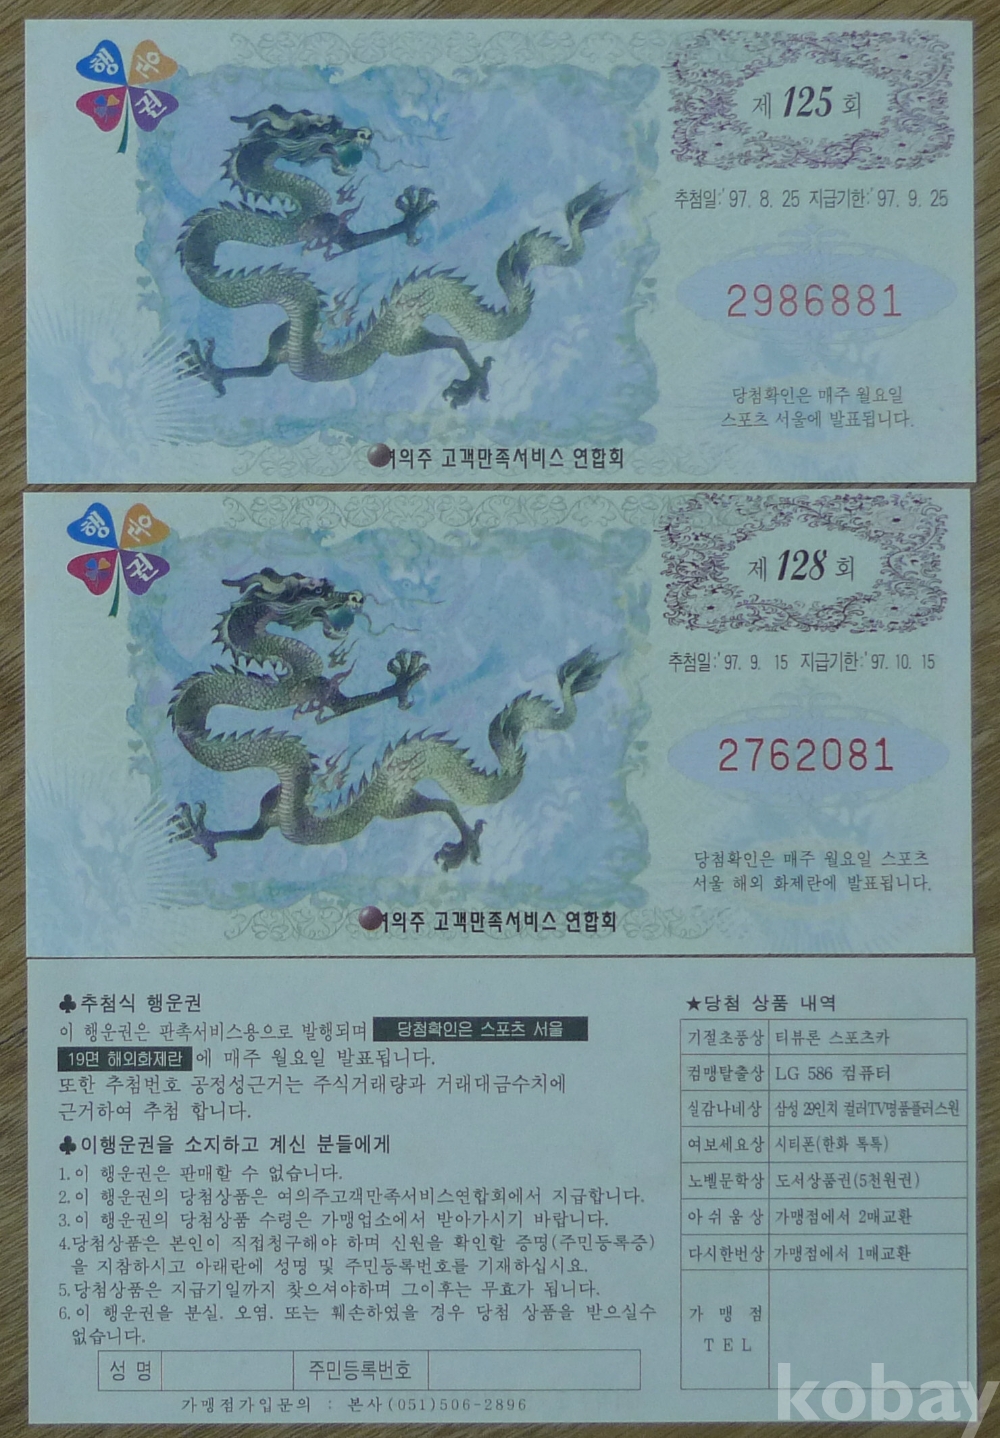 행운권
제 125 회
추첨일:'97. 8. 25 지급기한:'97. 9. 25
2986881
당첨확인은 매주 월요일
스포츠 서울에 발표됩니다.
여의주 고객만족서비스 연합회
행운권
제 128 회
추첨일:'97. 9. 15 지급기한:'97. 10. 15
2762081
당첨확인은 매주 월요일 스포츠
서울 해외 화제란에 발표됩니다.
여의주 고객만족서비스 연합회
♣추첨식 행운권
이 행운권은 판촉서비스용으로 발행되며 당첨확인은 스포츠 서울
19면 해외화제란 에 매주 월요일 발표됩니다.
또한 추첨번호 공정성근거는 주식거래량과 거래대금수치에
근거하여 추첨 합니다.
♣이행운권을 소지하고 계신 분들에게
1.이 행운권은 판매할 수 없습니다.
2.이 행운권의 당첨상품은 여의주고객만족서비스연합회에서 지급합니다.
3.이 행운권의 당첨상품 수령은 가맹업소에서 받아가시기 바랍니다.
4.당첨상품은 본인이 직접청구해야 하며 신원을 확인할 증명(주민등록증)
을 지참하시고 아래란에 성명 및 주민등록번호를 기재하십시요.
5.당첨상품은 지급기일까지 찾으셔야하며 그이후는 무효가 됩니다.
6.이 행운권을 분실. 오염. 또는 훼손하였을 경우 당첨 상품을 받으실수
없습니다.
성 명 주민등록번호
가맹점가입문의 : 본사(051)506-2896
★당첨 상품 내역
기절초풍상 티뷰론 스포츠카
컴맹탈출상 LG 586 컴퓨터
실감나네상 삼성 29인치 컬러TV명품플러스원
여보세요상 시티폰(한화 톡톡)
노벨문학상 도서상품권(5천원권)
아 쉬 움 상 가맹점에서 2매교환
다시한번상 가맹점에서 1매교환
가 맹 점
T E L
kobay